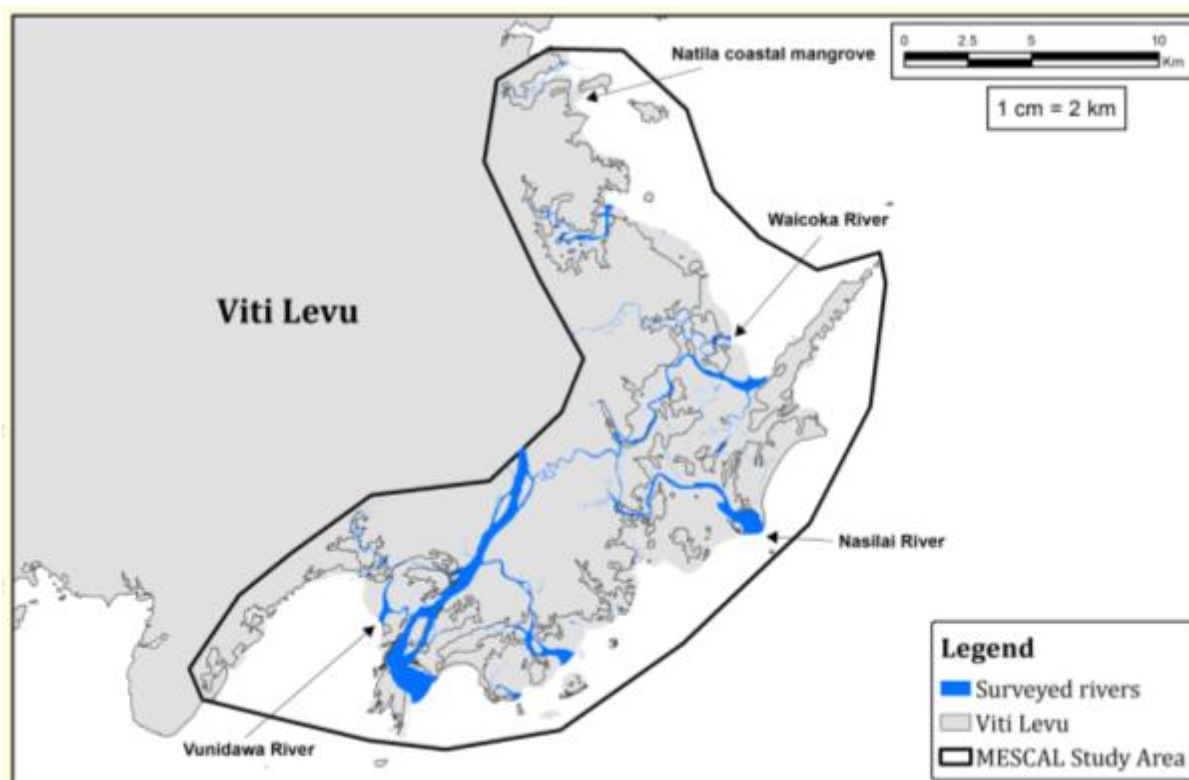 Natila coastal mangrove
0 2.5 5 10
Km
1 cm = 2 km
Waicoka River
Viti Levu
Nasilai River
Vunidawa River
Legend
Surveyed rivers
Viti Levu
MESCAL Study Area